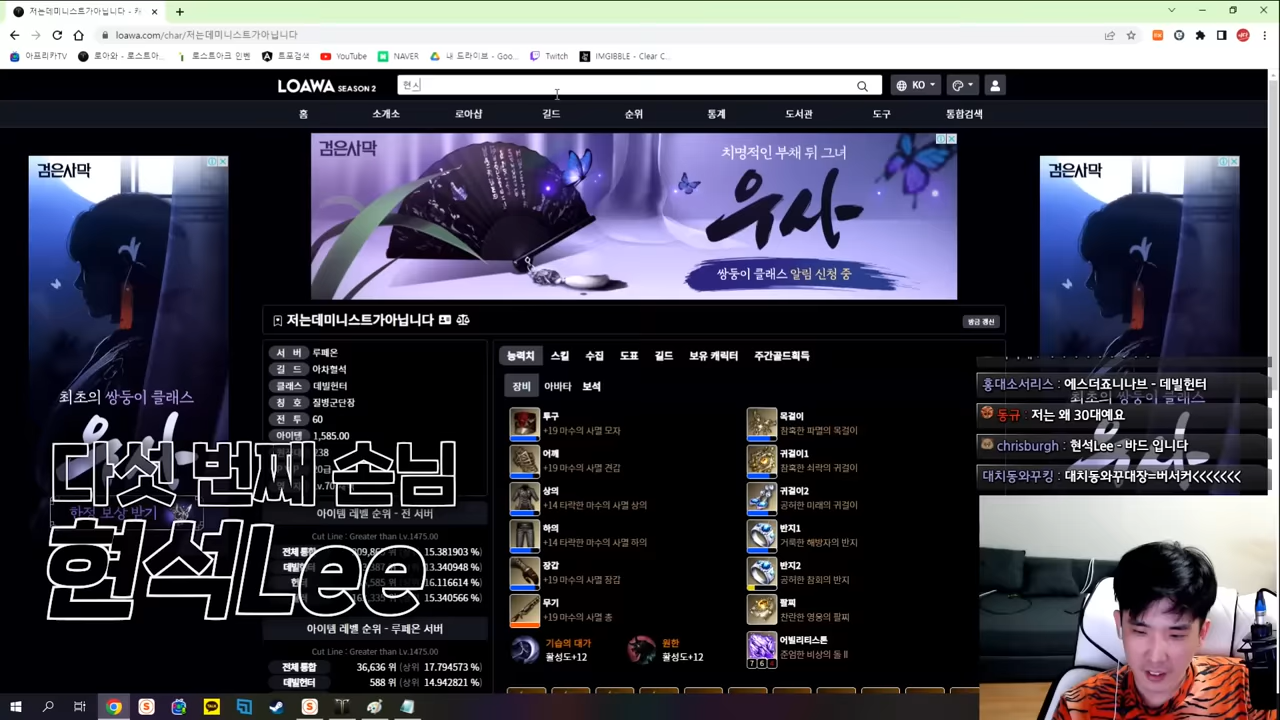 저는데미니스트가아닙니다 - 카
loawa.com/char/저는데미니스트가아닙니다
아프리카TV
로아와 - 로스트아...
로스트아크 인벤
트포검색
YouTube
NAVER
내 드라이브 - Goo...
Twitch
IMGIBBLE - Clear C...
LOAWA SEASON 2
현ㅅ
KO
홈
소개소
로아샵
길드
순위
통계
도서관
도구
통합검색
검은사막
치명적인 부채 뒤 그녀
우사
쌍둥이 클래스 알림 신청 중
검은사막
최초의 쌍둥이 클래스
검은사막
저는데미니스트가아닙니다
방금 갱신
서 버 루페온
길 드 아차혈석
클래스 데빌헌터
칭 호 질병군단장
전 투 60
아이템 1,585.00
238
아이템 레벨 순위 - 전 서버
Cut Line : Greater than Lv.1475.00
전체 통합
15.381903 %)
13.340948 %)
16.116614 %)
15.340566 %)
아이템 레벨 순위 - 루페온 서버
Cut Line : Greater than Lv.1475.00
전체 통합 36,636 위 (상위 17.794573 %)
데빌헌터 588 위 (상위 14.942821 %)
능력치
스킬
수집
도표
길드
보유 캐릭터
주간골드획득
장비
아바타
보석
투구
+19 마수의 사멸 모자
어깨
+19 마수의 사멸 견갑
상의
+14 타락한 마수의 사멸 상의
하의
+14 타락한 마수의 사멸 하의
장갑
+19 마수의 사멸 장갑
무기
+19 마수의 사멸 총
기습의 대가
활성도+12
원한
활성도+12
목걸이
참혹한 파멸의 목걸이
귀걸이1
참혹한 쇠락의 귀걸이
귀걸이2
공허한 미래의 귀걸이
반지1
거룩한 해방자의 반지
반지2
공허한 참회의 반지
팔찌
찬란한 영웅의 팔찌
어빌리티스톤
준엄한 비상의 돌 II
7 6 4
홍대소서리스 : 에스더죠니나브 - 데빌헌터
동규 : 저는 왜 30대예요
chrisburgh : 현석Lee - 바드 입니다
대치동와꾸킹 : 대치동와꾸대장=버서커<<<<<<<
다섯 번째 손님
현석Lee